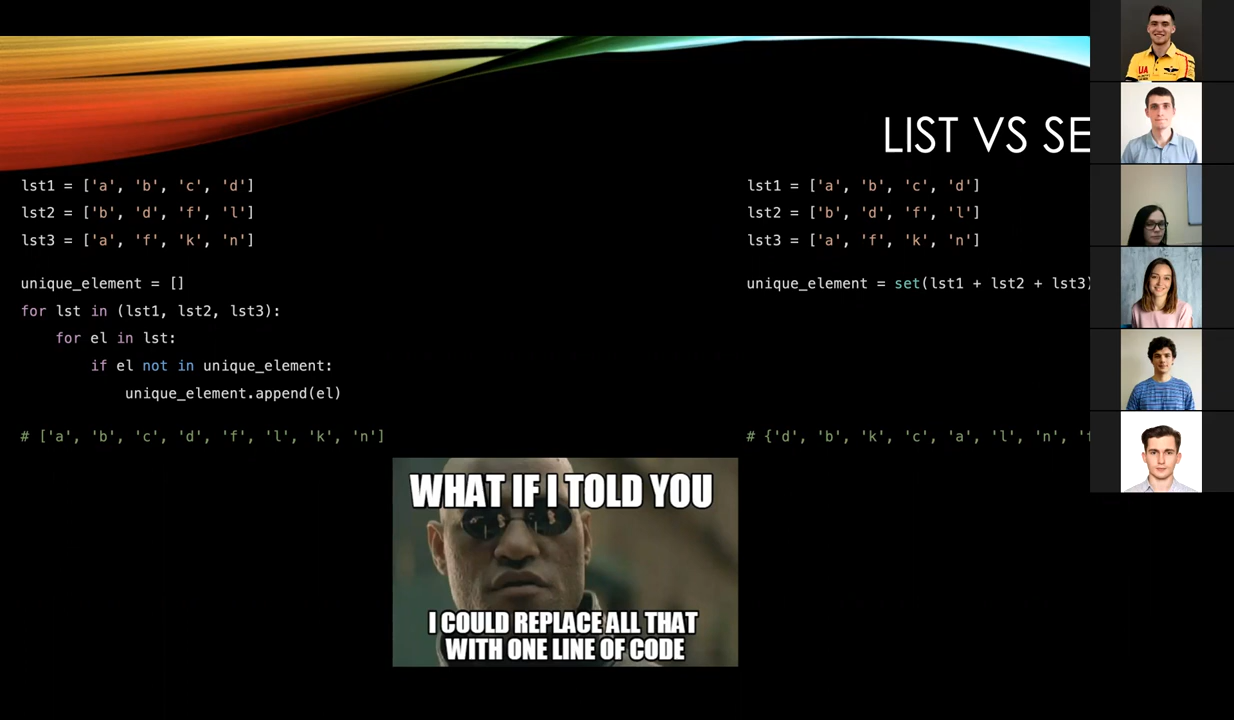 LIST VS SE
lst1 = ['a', 'b', 'c', 'd']
lst2 = ['b', 'd', 'f', 'l']
lst3 = ['a', 'f', 'k', 'n']
unique_element = []
for lst in (lst1, lst2, lst3):
    for el in lst:
        if el not in unique_element:
            unique_element.append(el)
# ['a', 'b', 'c', 'd', 'f', 'l', 'k', 'n']
lst1 = ['a', 'b', 'c', 'd']
lst2 = ['b', 'd', 'f', 'l']
lst3 = ['a', 'f', 'k', 'n']
unique_element = set(lst1 + lst2 + lst3)
# {'d', 'b', 'k', 'c', 'a', 'l', 'n', 'f
WHAT IF I TOLD YOU
I COULD REPLACE ALL THAT
WITH ONE LINE OF CODE
UA